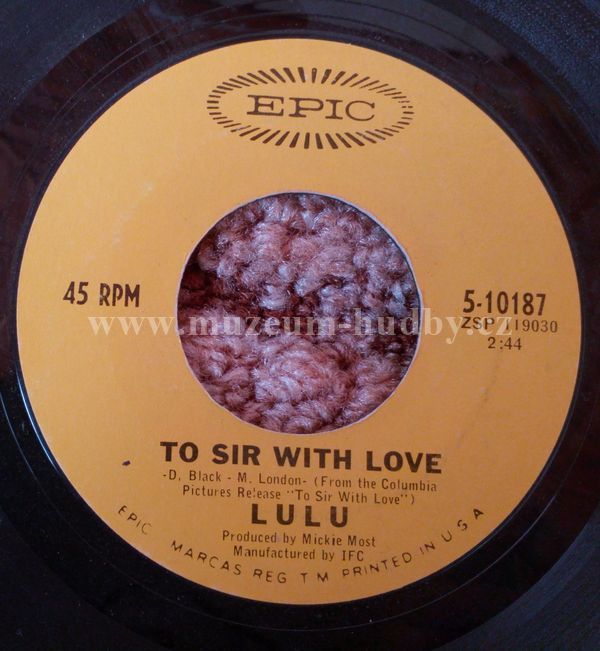 EPIC
45 RPM
5-10187
ZSP 119030
2:44
www.muzeum-hudby.cz
TO SIR WITH LOVE
-D. Black - M. London- (From the Columbia
Pictures Release "To Sir With Love")
LULU
Produced by Mickie Most
Manufactured by IFC
EPIC MARCAS REG T M PRINTED IN U S A